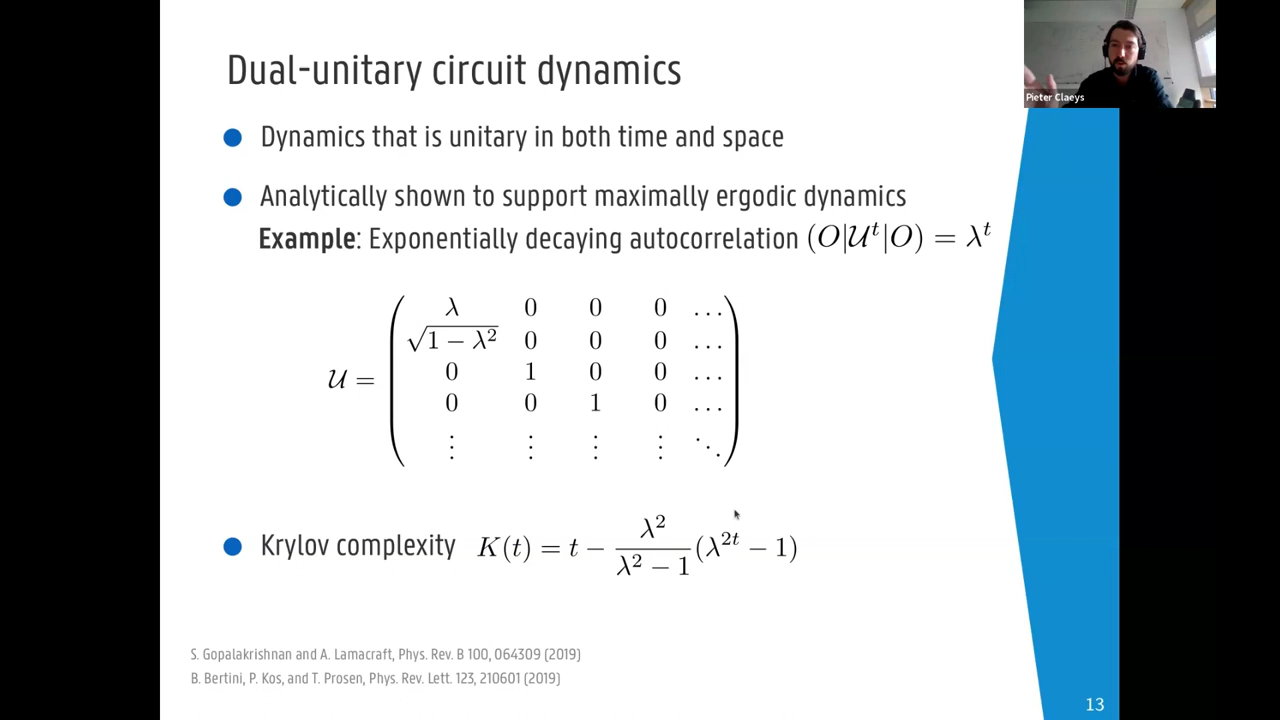 Pieter Claeys
Dual-unitary circuit dynamics
Dynamics that is unitary in both time and space
Analytically shown to support maximally ergodic dynamics
Example: Exponentially decaying autocorrelation (O|𝒰ᵗ|O) = λᵗ
𝒰 =
λ 0 0 0 …
√(1 − λ²) 0 0 0 …
0 1 0 0 …
0 0 1 0 …
⋮ ⋮ ⋮ ⋮ ⋱
Krylov complexity K(t) = t − λ²/(λ² − 1) (λ²ᵗ − 1)
S. Gopalakrishnan and A. Lamacraft, Phys. Rev. B 100, 064309 (2019)
B. Bertini, P. Kos, and T. Prosen, Phys. Rev. Lett. 123, 210601 (2019)
13